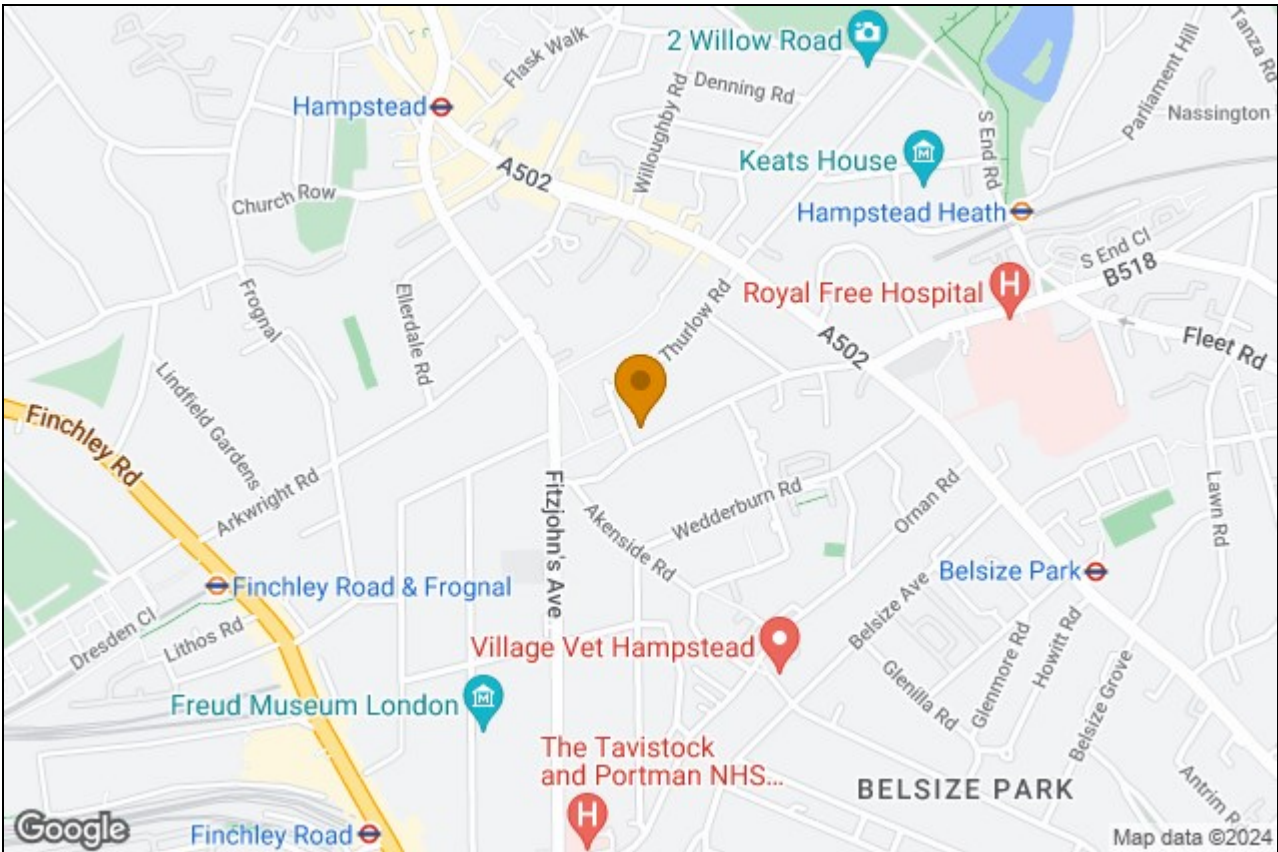 2 Willow Road
Flask Walk
Denning Rd
Tanza Rd
Parliament Hill
Nassington
Hampstead
Willoughby Rd
S End Rd
Keats House
A502
Church Row
Hampstead Heath
S End Cl
B518
Royal Free Hospital
H
Thurlow Rd
Frognal
Ellerdale Rd
A502
Fleet Rd
Lindfield Gardens
Finchley Rd
Arkwright Rd
Fitzjohn's Ave
Wedderburn Rd
Ornan Rd
Lawn Rd
Akenside Rd
Finchley Road & Frognal
Belsize Park
Belsize Ave
Dresden Cl
Lithos Rd
Village Vet Hampstead
Glenilla Rd
Glenmore Rd
Howitt Rd
Belsize Grove
Freud Museum London
The Tavistock
and Portman NHS...
H
BELSIZE PARK
Antrim R
Google
Finchley Road
Map data ©2024